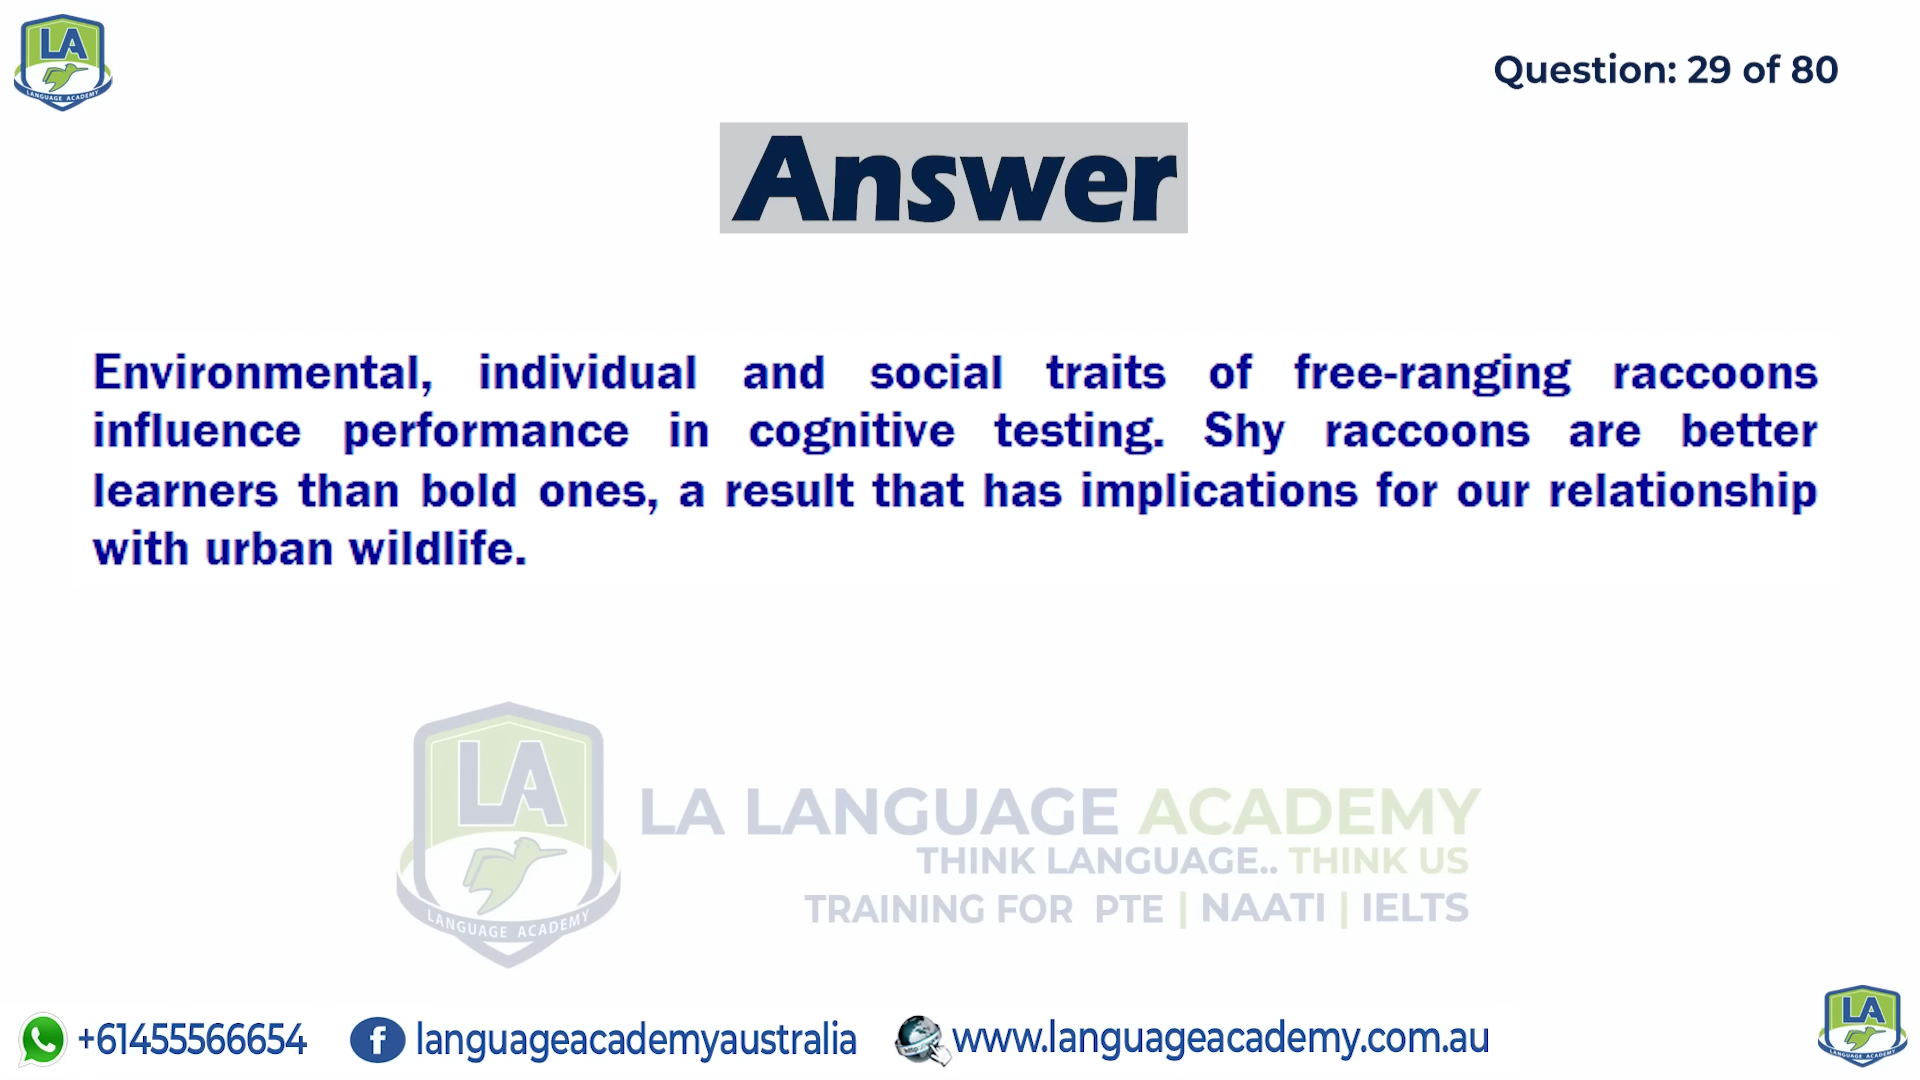 LA
LANGUAGE ACADEMY
Question: 29 of 80
Answer
Environmental, individual and social traits of free-ranging raccoons
influence performance in cognitive testing. Shy raccoons are better
learners than bold ones, a result that has implications for our relationship
with urban wildlife.
LA
LANGUAGE ACADEMY
LA LANGUAGE ACADEMY
THINK LANGUAGE.. THINK US
TRAINING FOR PTE | NAATI | IELTS
+61455566654
languageacademyaustralia
www.languageacademy.com.au
LA
LANGUAGE ACADEMY